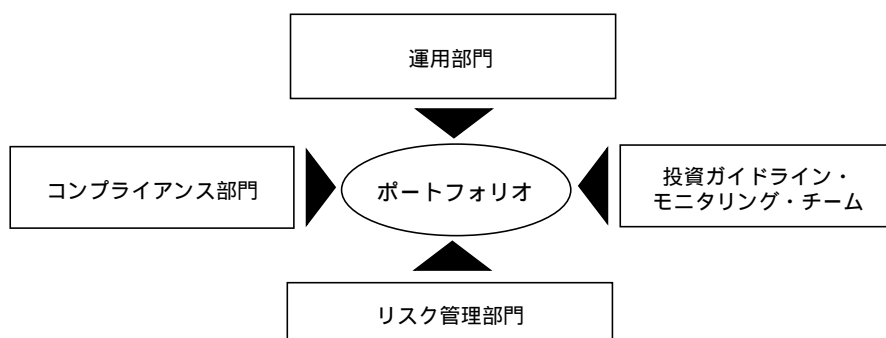 運用部門
コンプライアンス部門
ポートフォリオ
投資ガイドライン・
モニタリング・チーム
リスク管理部門